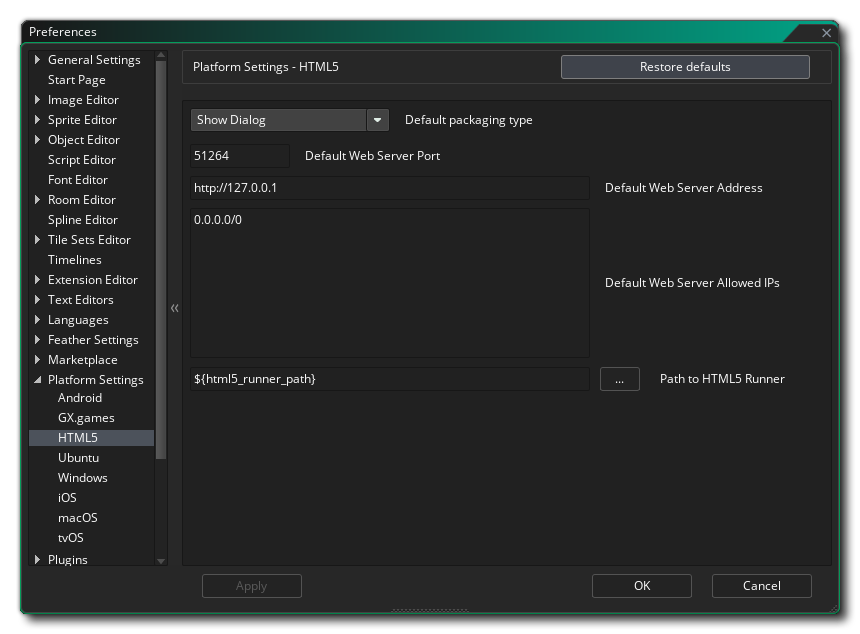 Preferences
General Settings
Start Page
Image Editor
Sprite Editor
Object Editor
Script Editor
Font Editor
Room Editor
Spline Editor
Tile Sets Editor
Timelines
Extension Editor
Text Editors
Languages
Feather Settings
Marketplace
Platform Settings
Android
GX.games
HTML5
Ubuntu
Windows
iOS
macOS
tvOS
Plugins
Platform Settings - HTML5
Restore defaults
Show Dialog
Default packaging type
51264
Default Web Server Port
http://127.0.0.1
Default Web Server Address
0.0.0.0/0
Default Web Server Allowed IPs
${html5_runner_path}
...
Path to HTML5 Runner
Apply
OK
Cancel